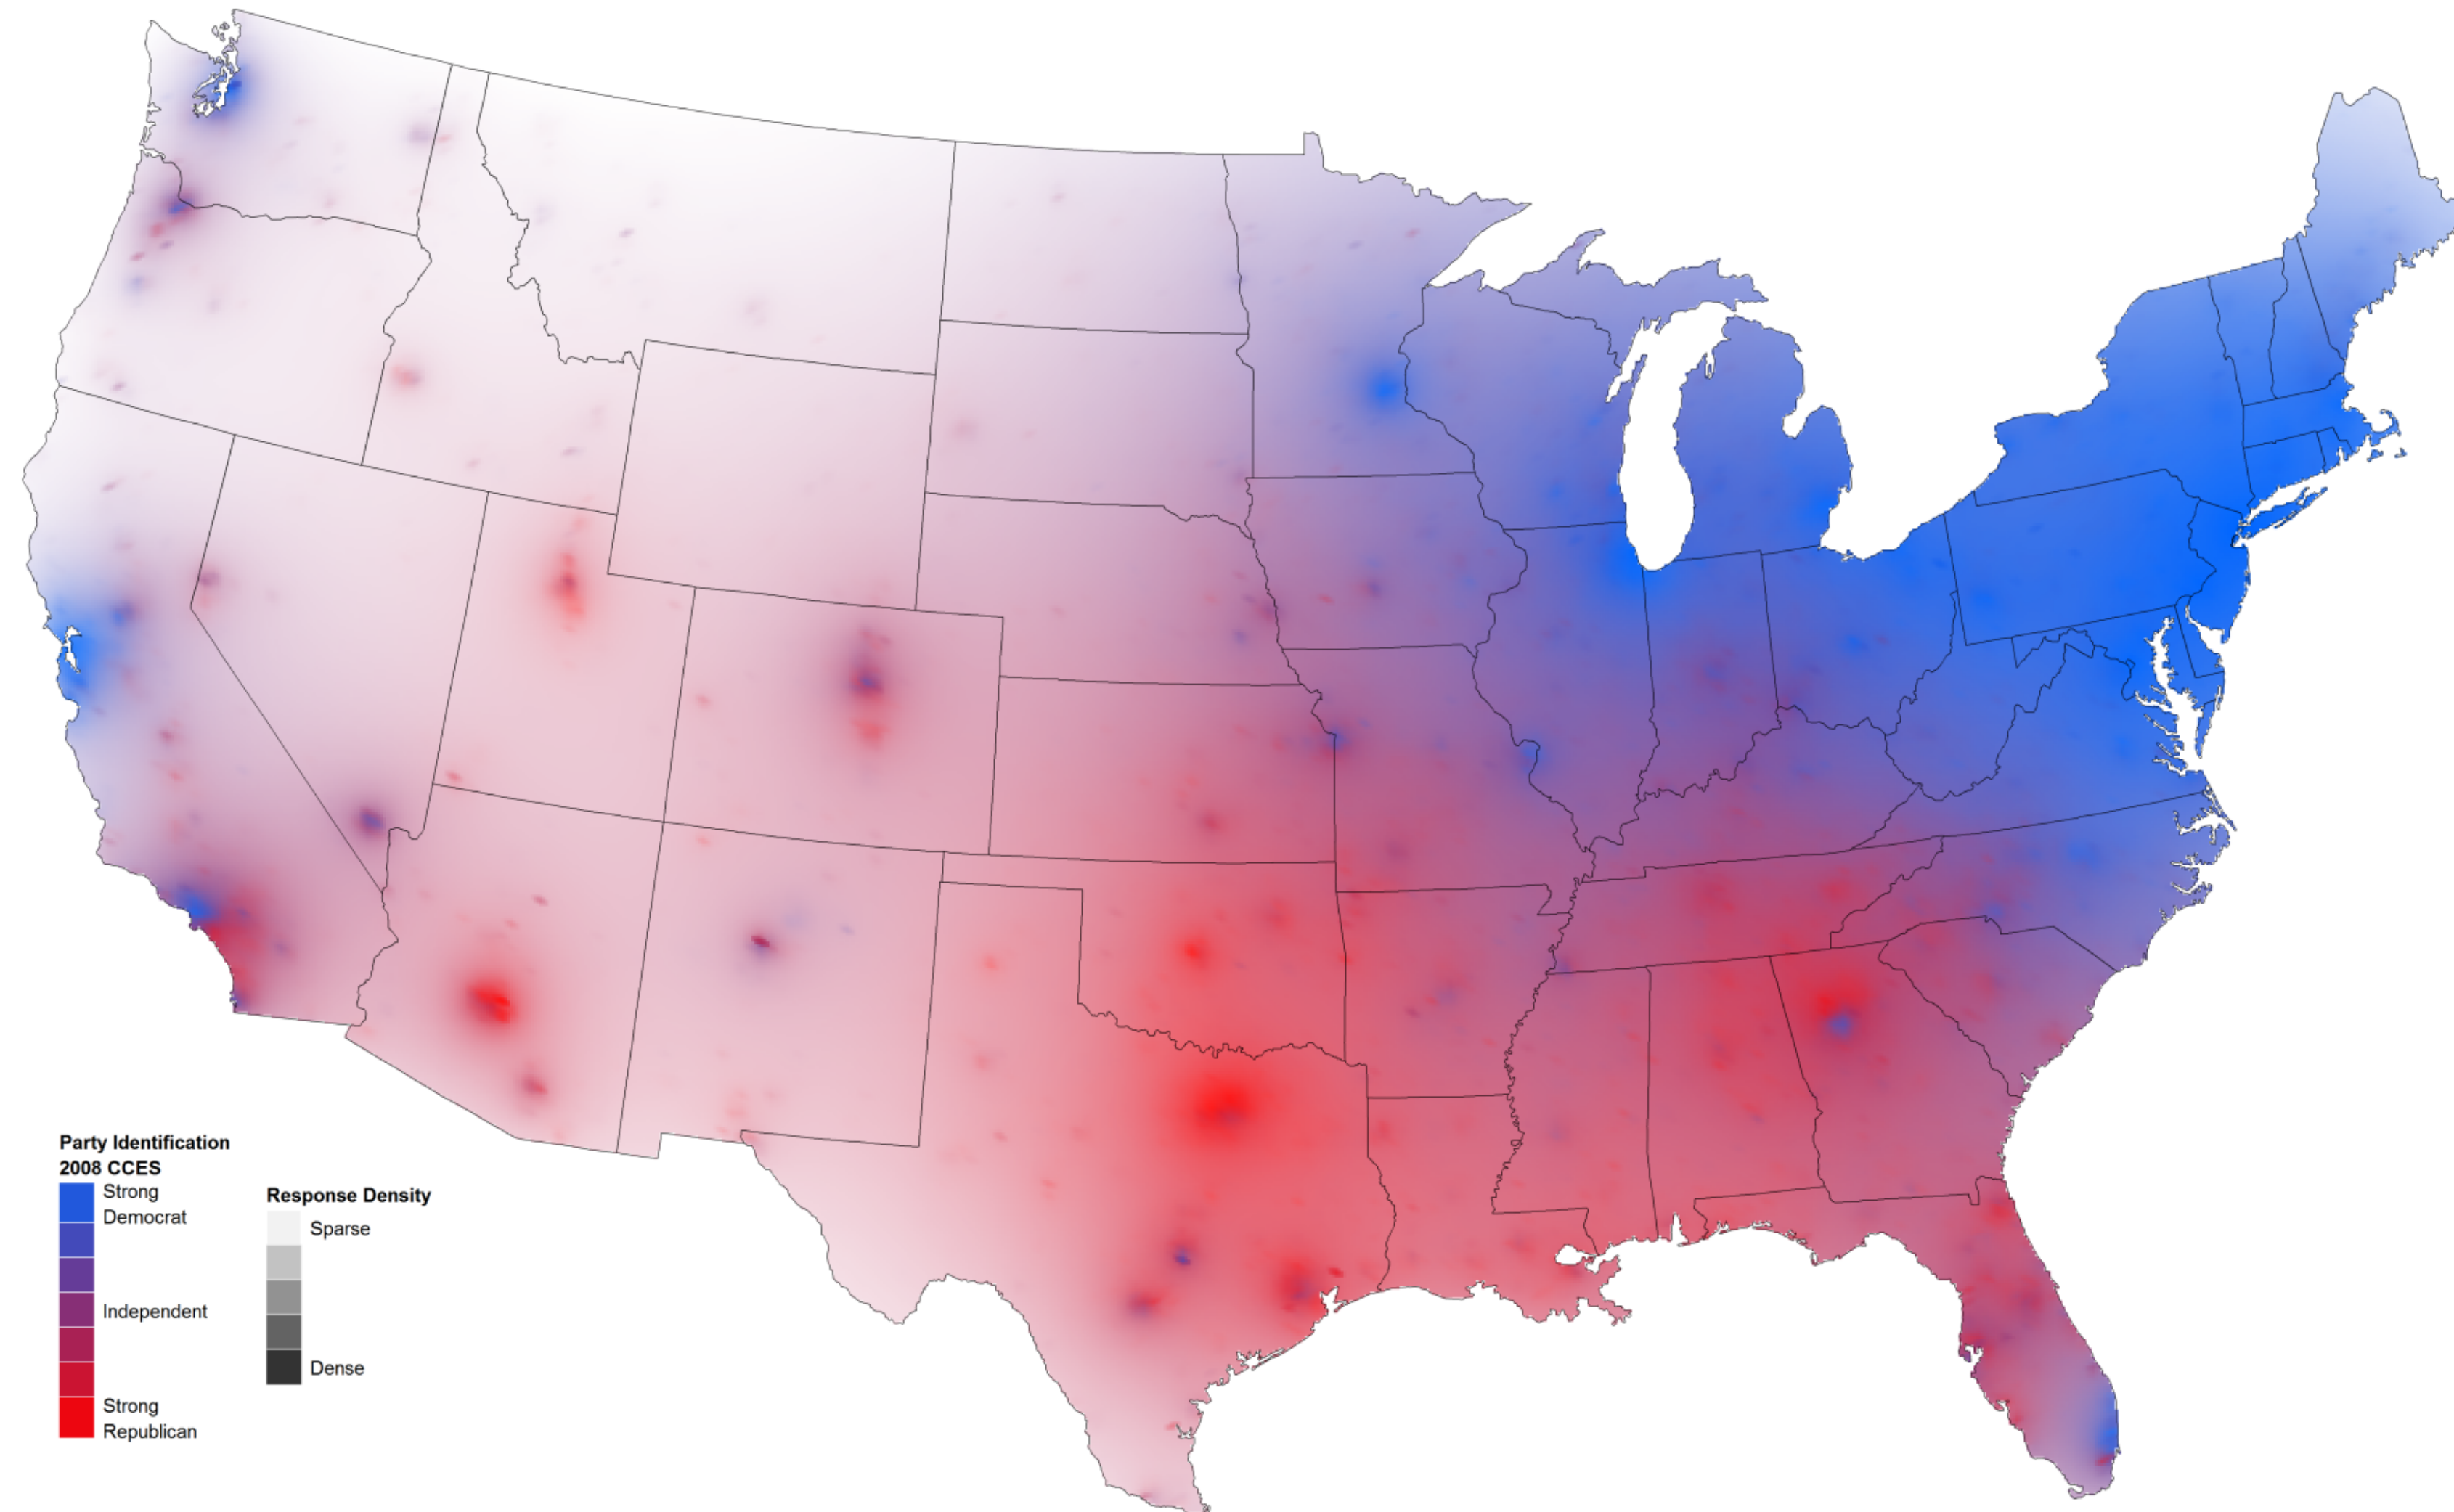 Party Identification
2008 CCES
Strong
Democrat
Independent
Strong
Republican
Response Density
Sparse
Dense